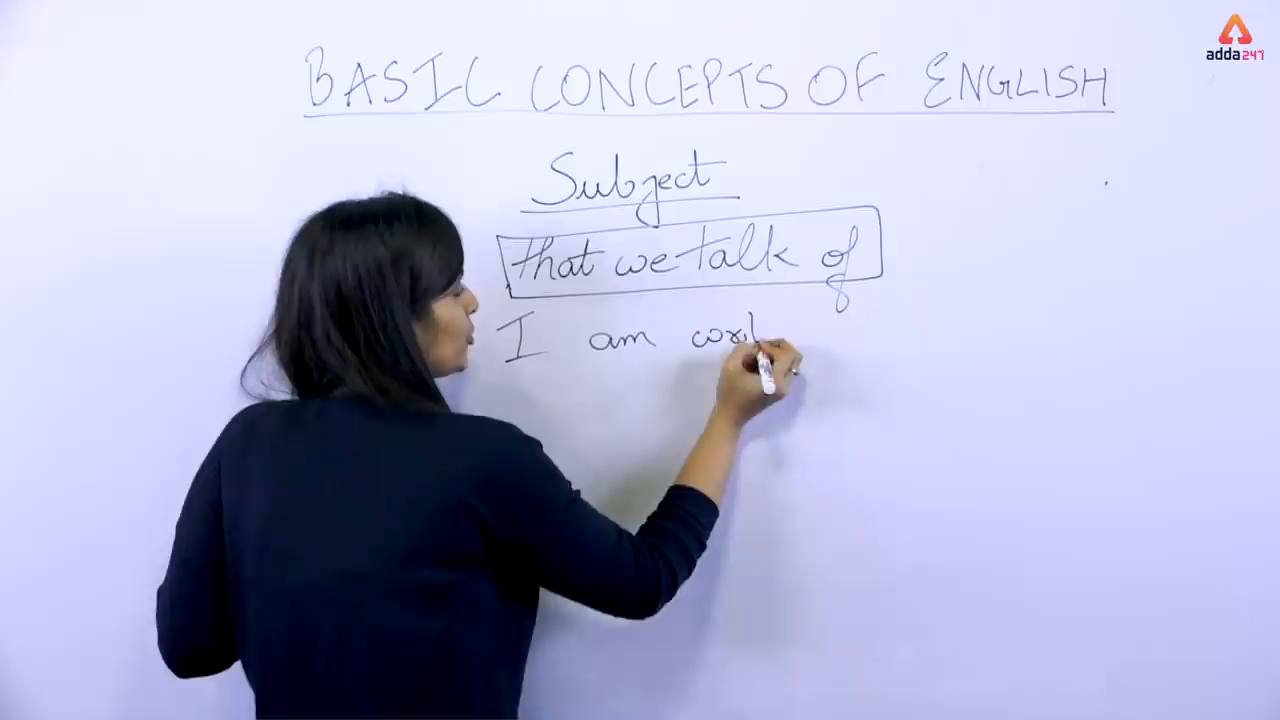 adda247
BASIC CONCEPTS OF ENGLISH
Subject
that we talk of
I am